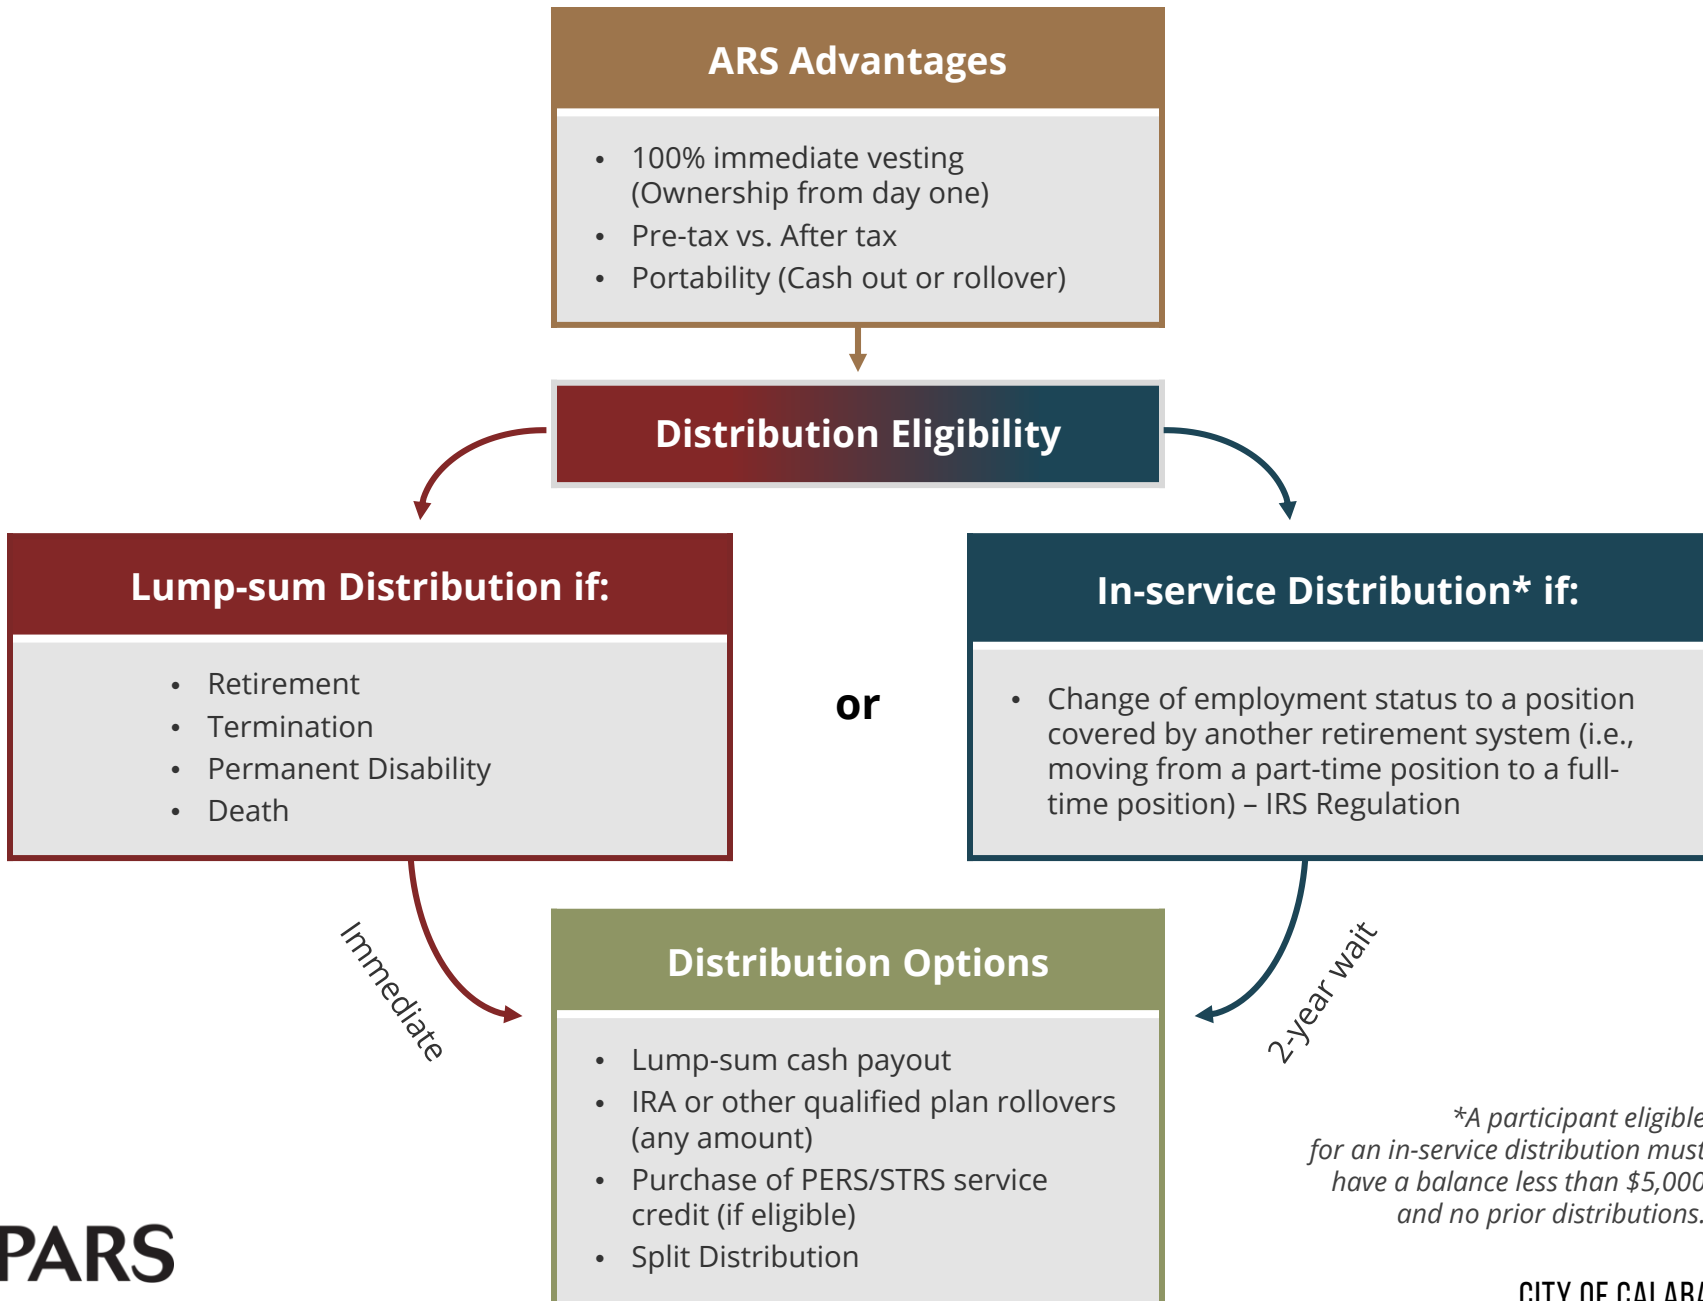 ARS Advantages
• 100% immediate vesting
(Ownership from day one)
• Pre-tax vs. After tax
• Portability (Cash out or rollover)
Distribution Eligibility
Lump-sum Distribution if:
• Retirement
• Termination
• Permanent Disability
• Death
or
In-service Distribution* if:
• Change of employment status to a position
covered by another retirement system (i.e.,
moving from a part-time position to a full-
time position) – IRS Regulation
Immediate
2-year wait
Distribution Options
• Lump-sum cash payout
• IRA or other qualified plan rollovers
(any amount)
• Purchase of PERS/STRS service
credit (if eligible)
• Split Distribution
*A participant eligible
for an in-service distribution must
have a balance less than $5,000
and no prior distributions.
PARS
CITY OF